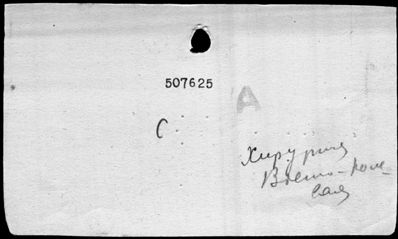 507625
A
С
Хирургия
Военно-поле-
вая